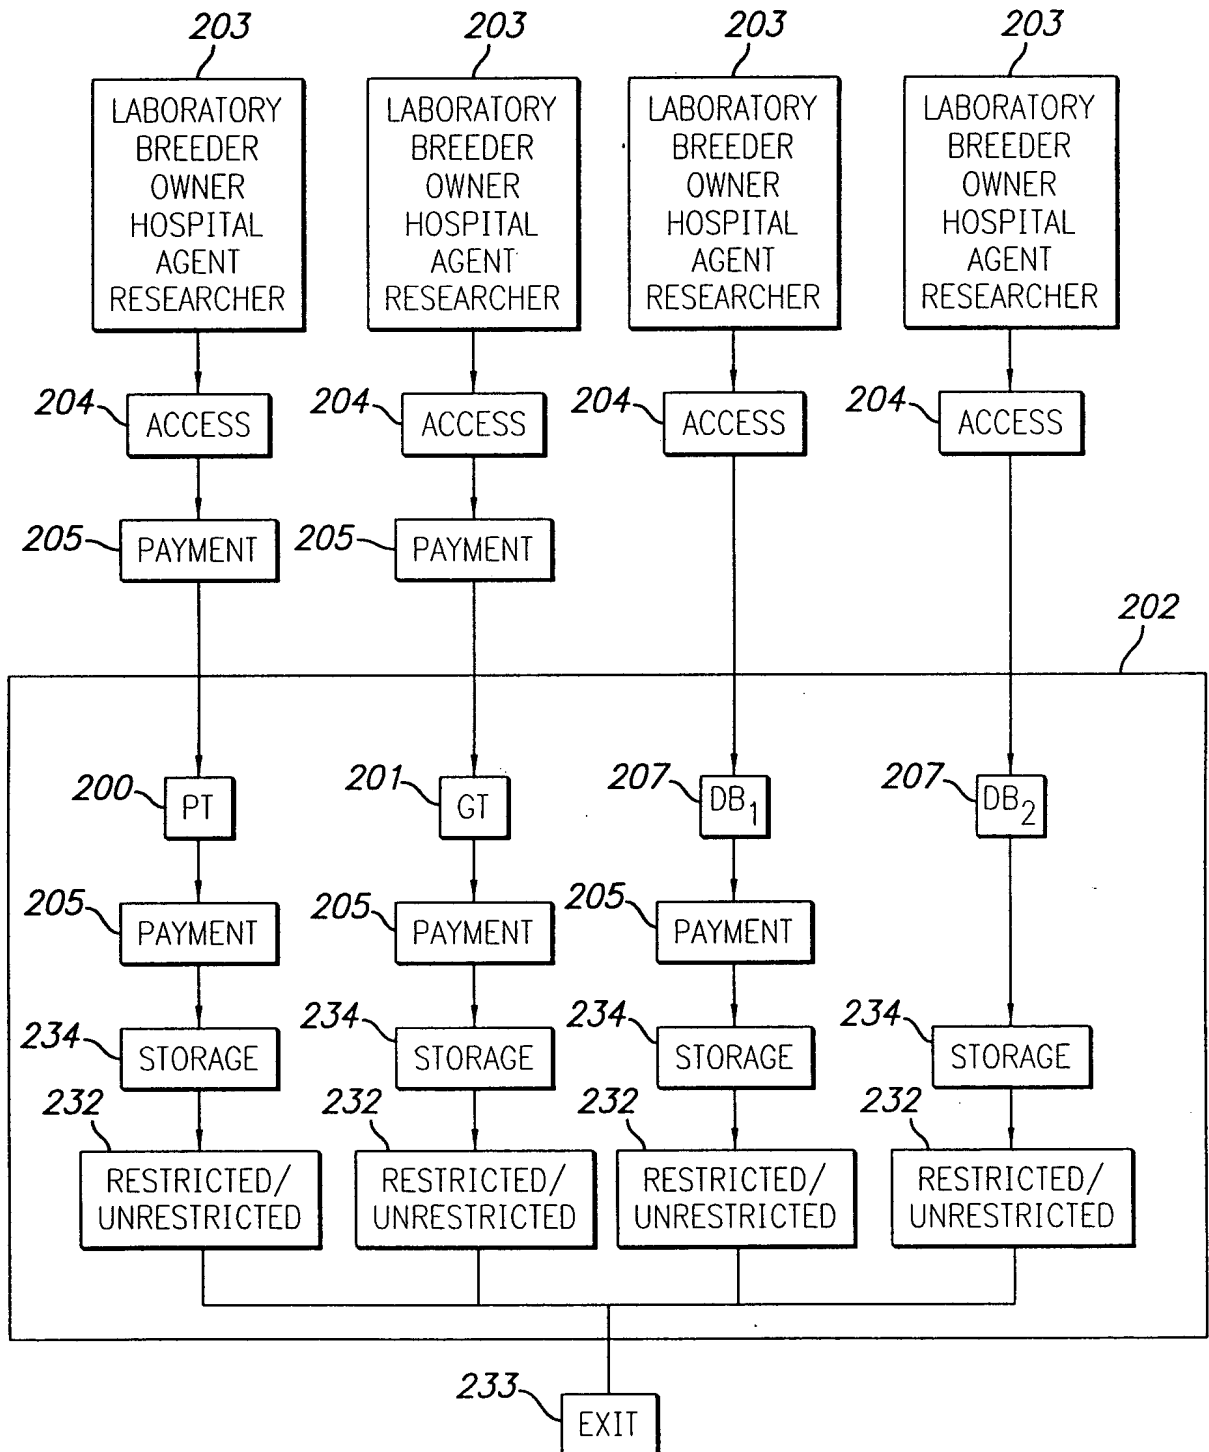 203 203 203 203
LABORATORY LABORATORY LABORATORY LABORATORY
BREEDER BREEDER BREEDER BREEDER
OWNER OWNER OWNER OWNER
HOSPITAL HOSPITAL HOSPITAL HOSPITAL
AGENT AGENT AGENT AGENT
RESEARCHER RESEARCHER RESEARCHER RESEARCHER
204 ACCESS 204 ACCESS 204 ACCESS 204 ACCESS
205 PAYMENT 205 PAYMENT
202
200 PT 201 GT 207 DB1 207 DB2
205 PAYMENT 205 PAYMENT 205 PAYMENT
234 STORAGE 234 STORAGE 234 STORAGE 234 STORAGE
232 232 232 232
RESTRICTED/ RESTRICTED/ RESTRICTED/ RESTRICTED/
UNRESTRICTED UNRESTRICTED UNRESTRICTED UNRESTRICTED
233 EXIT